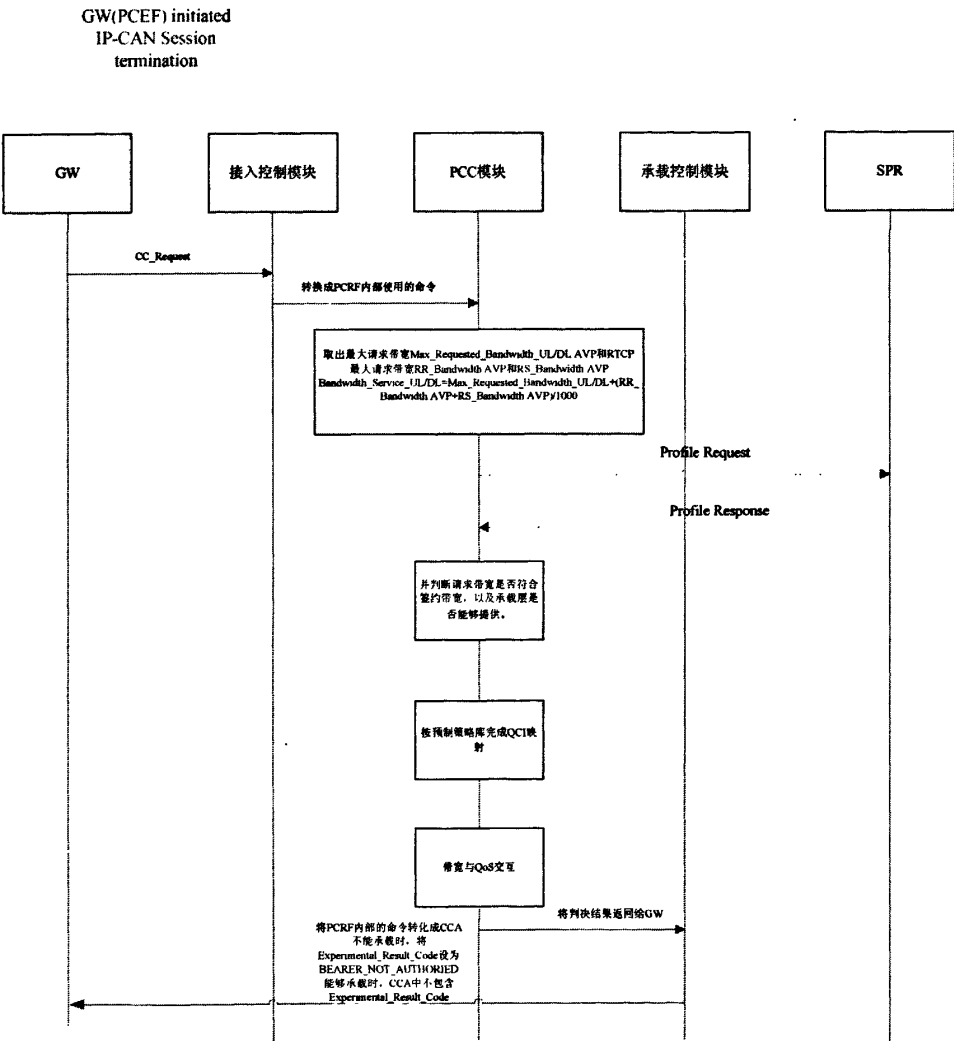 GW(PCEF) initiated
IP-CAN Session
termination
GW
接入控制模块
PCC模块
承载控制模块
SPR
CC_Request
转换成PCRF内部使用的命令
取出最大请求带宽Max_Requested_Bandwidth_UL/DL AVP和RTCP
最大请求带宽RR_Bandwidth AVP和RS_Bandwidth AVP
Bandwidth_Service_UL/DL=Max_Requested_Bandwidth_UL/DL+(RR_
Bandwidth AVP+RS_Bandwidth AVP)/1000
Profile Request
Profile Response
并判断请求带宽是否符合
签约带宽，以及承载层是
否能够提供。
按预制策略库完成QCI映
射
带宽与QoS交互
将判决结果返回给GW
将PCRF内部的命令转化成CCA
不能承载时，将
Experimental_Result_Code设为
BEARER_NOT_AUTHORIED
能够承载时，CCA中不包含
Experimental_Result_Code